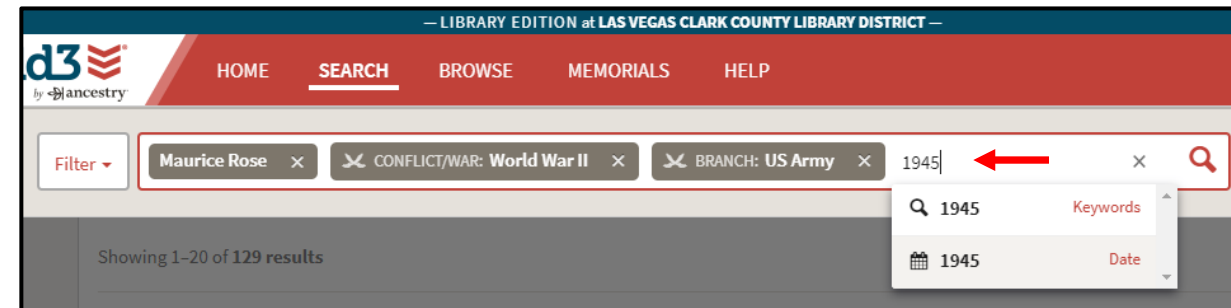 — LIBRARY EDITION at LAS VEGAS CLARK COUNTY LIBRARY DISTRICT —
d3
by ancestry
HOME SEARCH BROWSE MEMORIALS HELP
Filter Maurice Rose × CONFLICT/WAR: World War II × BRANCH: US Army × 1945 ×
1945 Keywords
1945 Date
Showing 1–20 of 129 results